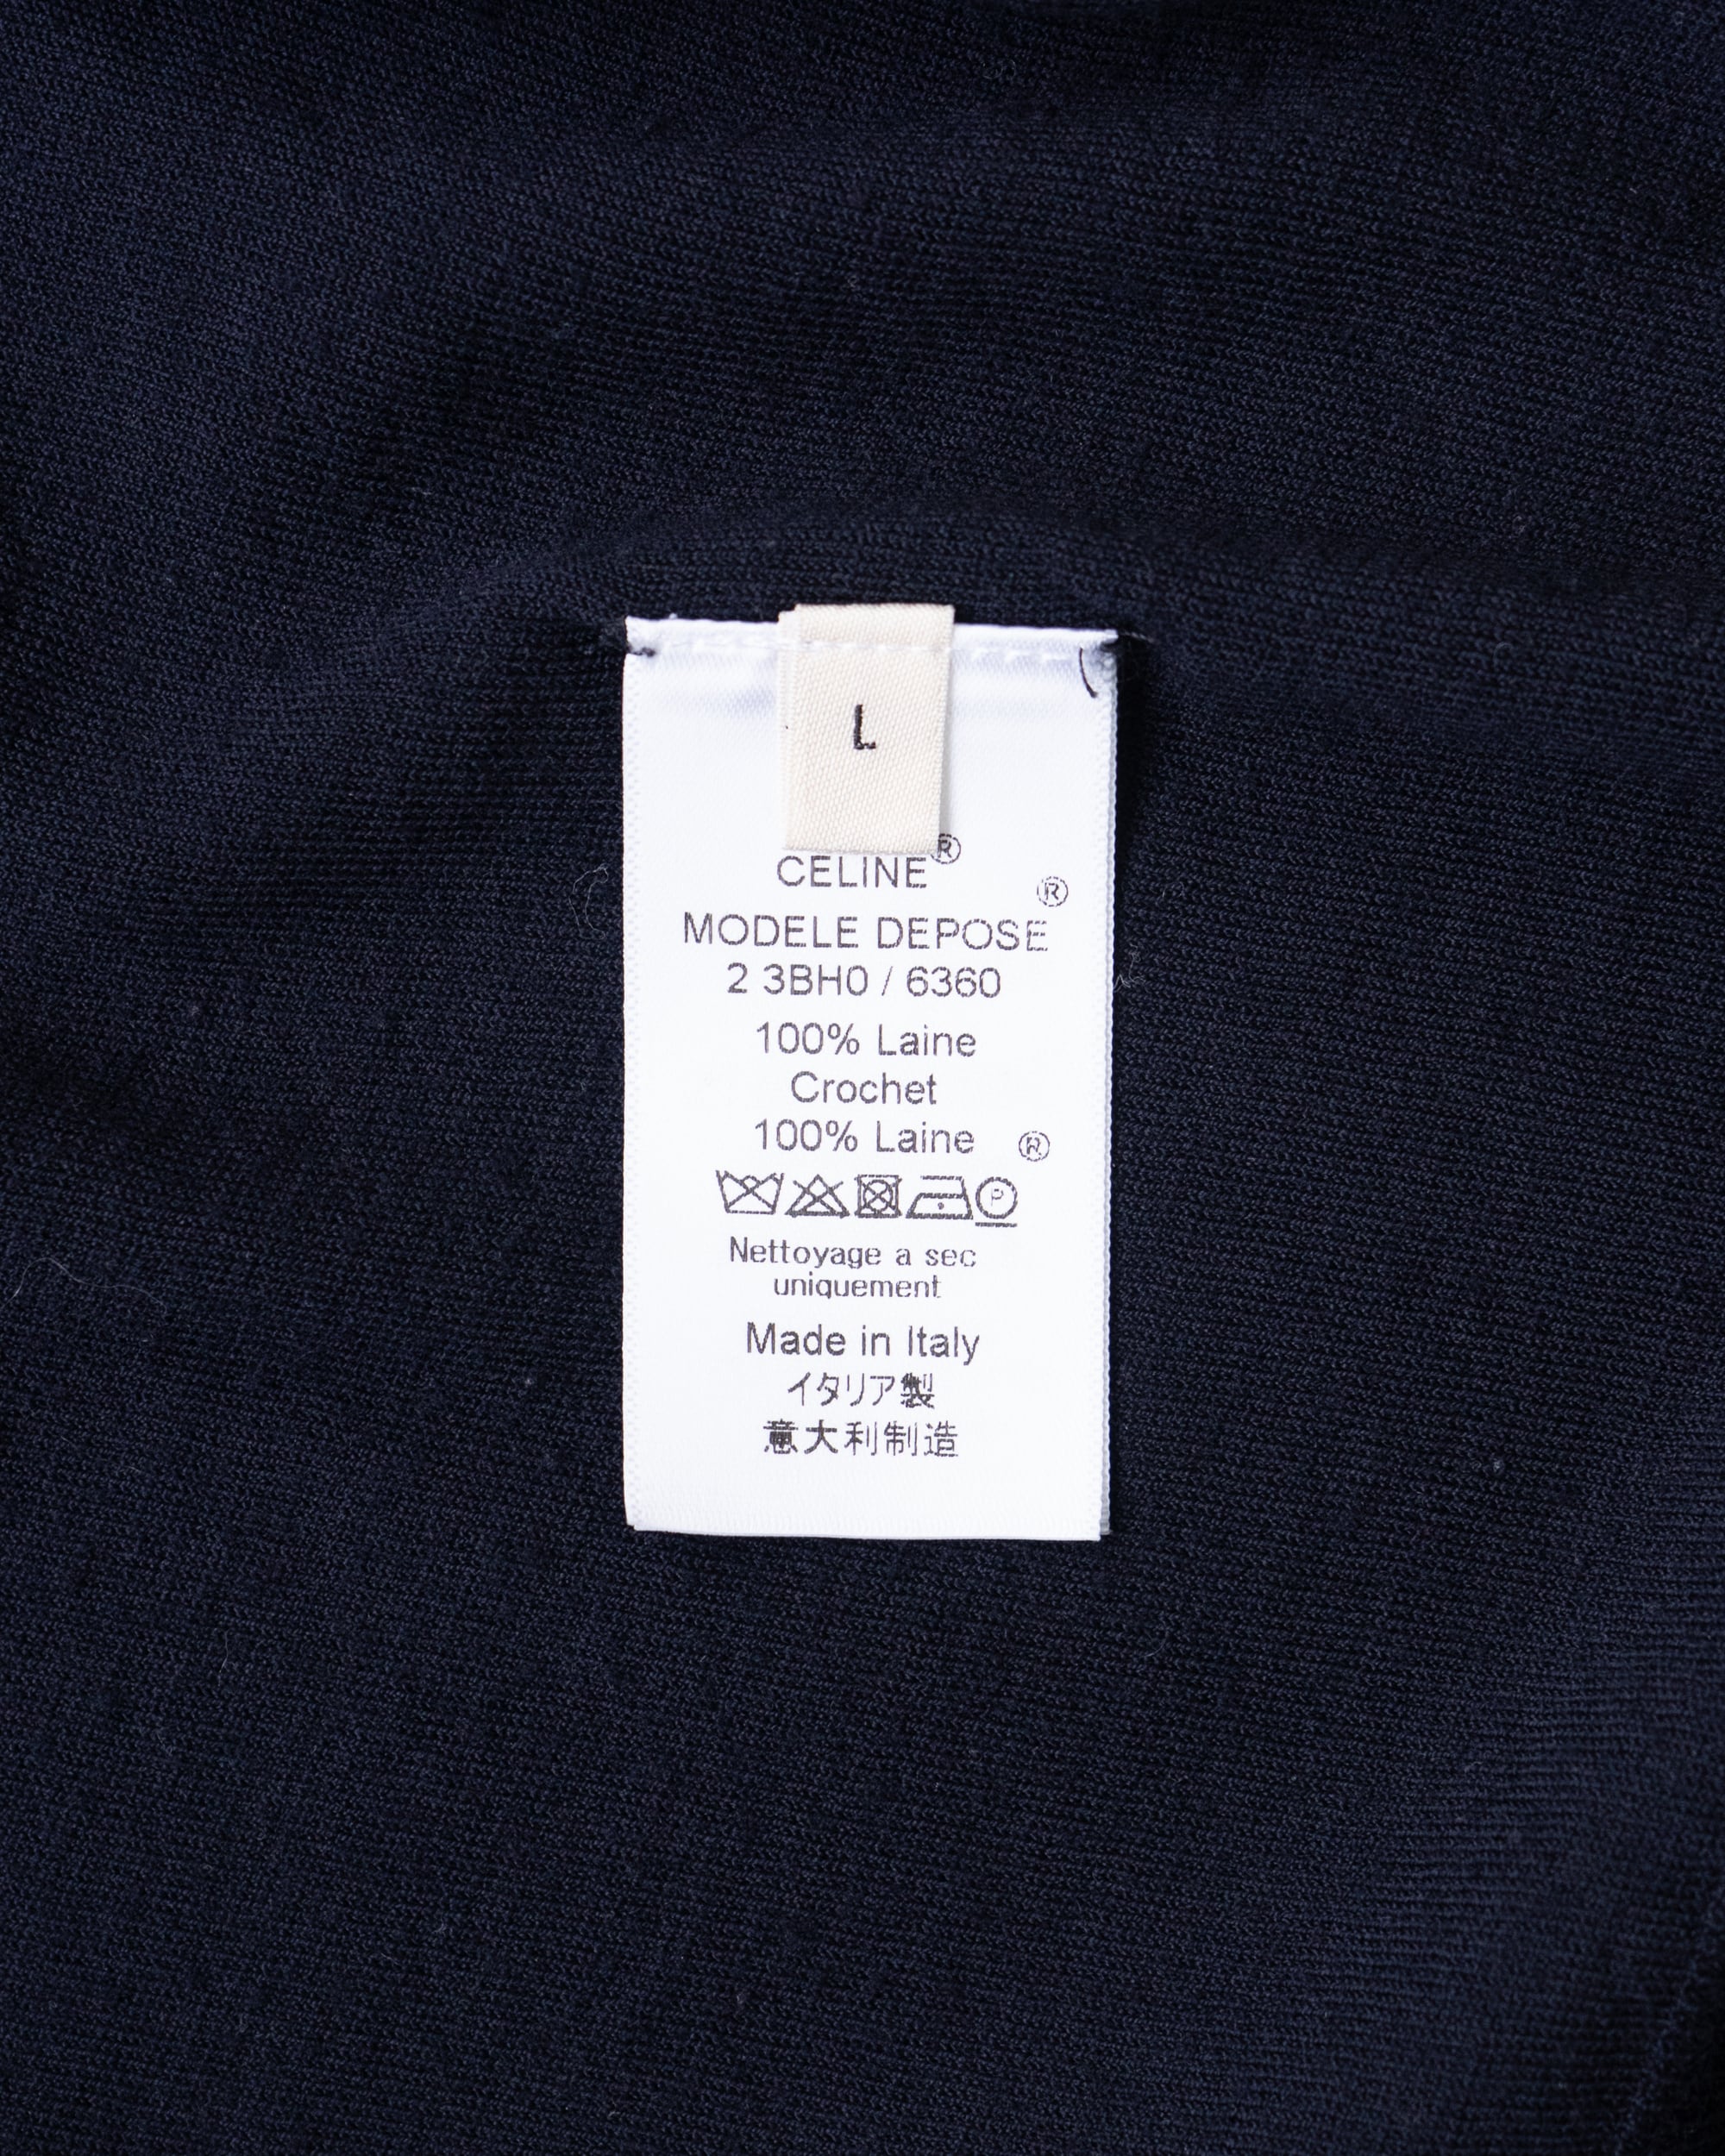 L
CELINE®
®
MODELE DEPOSE
2 3BH0 / 6360
100% Laine
Crochet
100% Laine ®
P
Nettoyage a sec
uniquement
Made in Italy
イタリア製
意大利制造